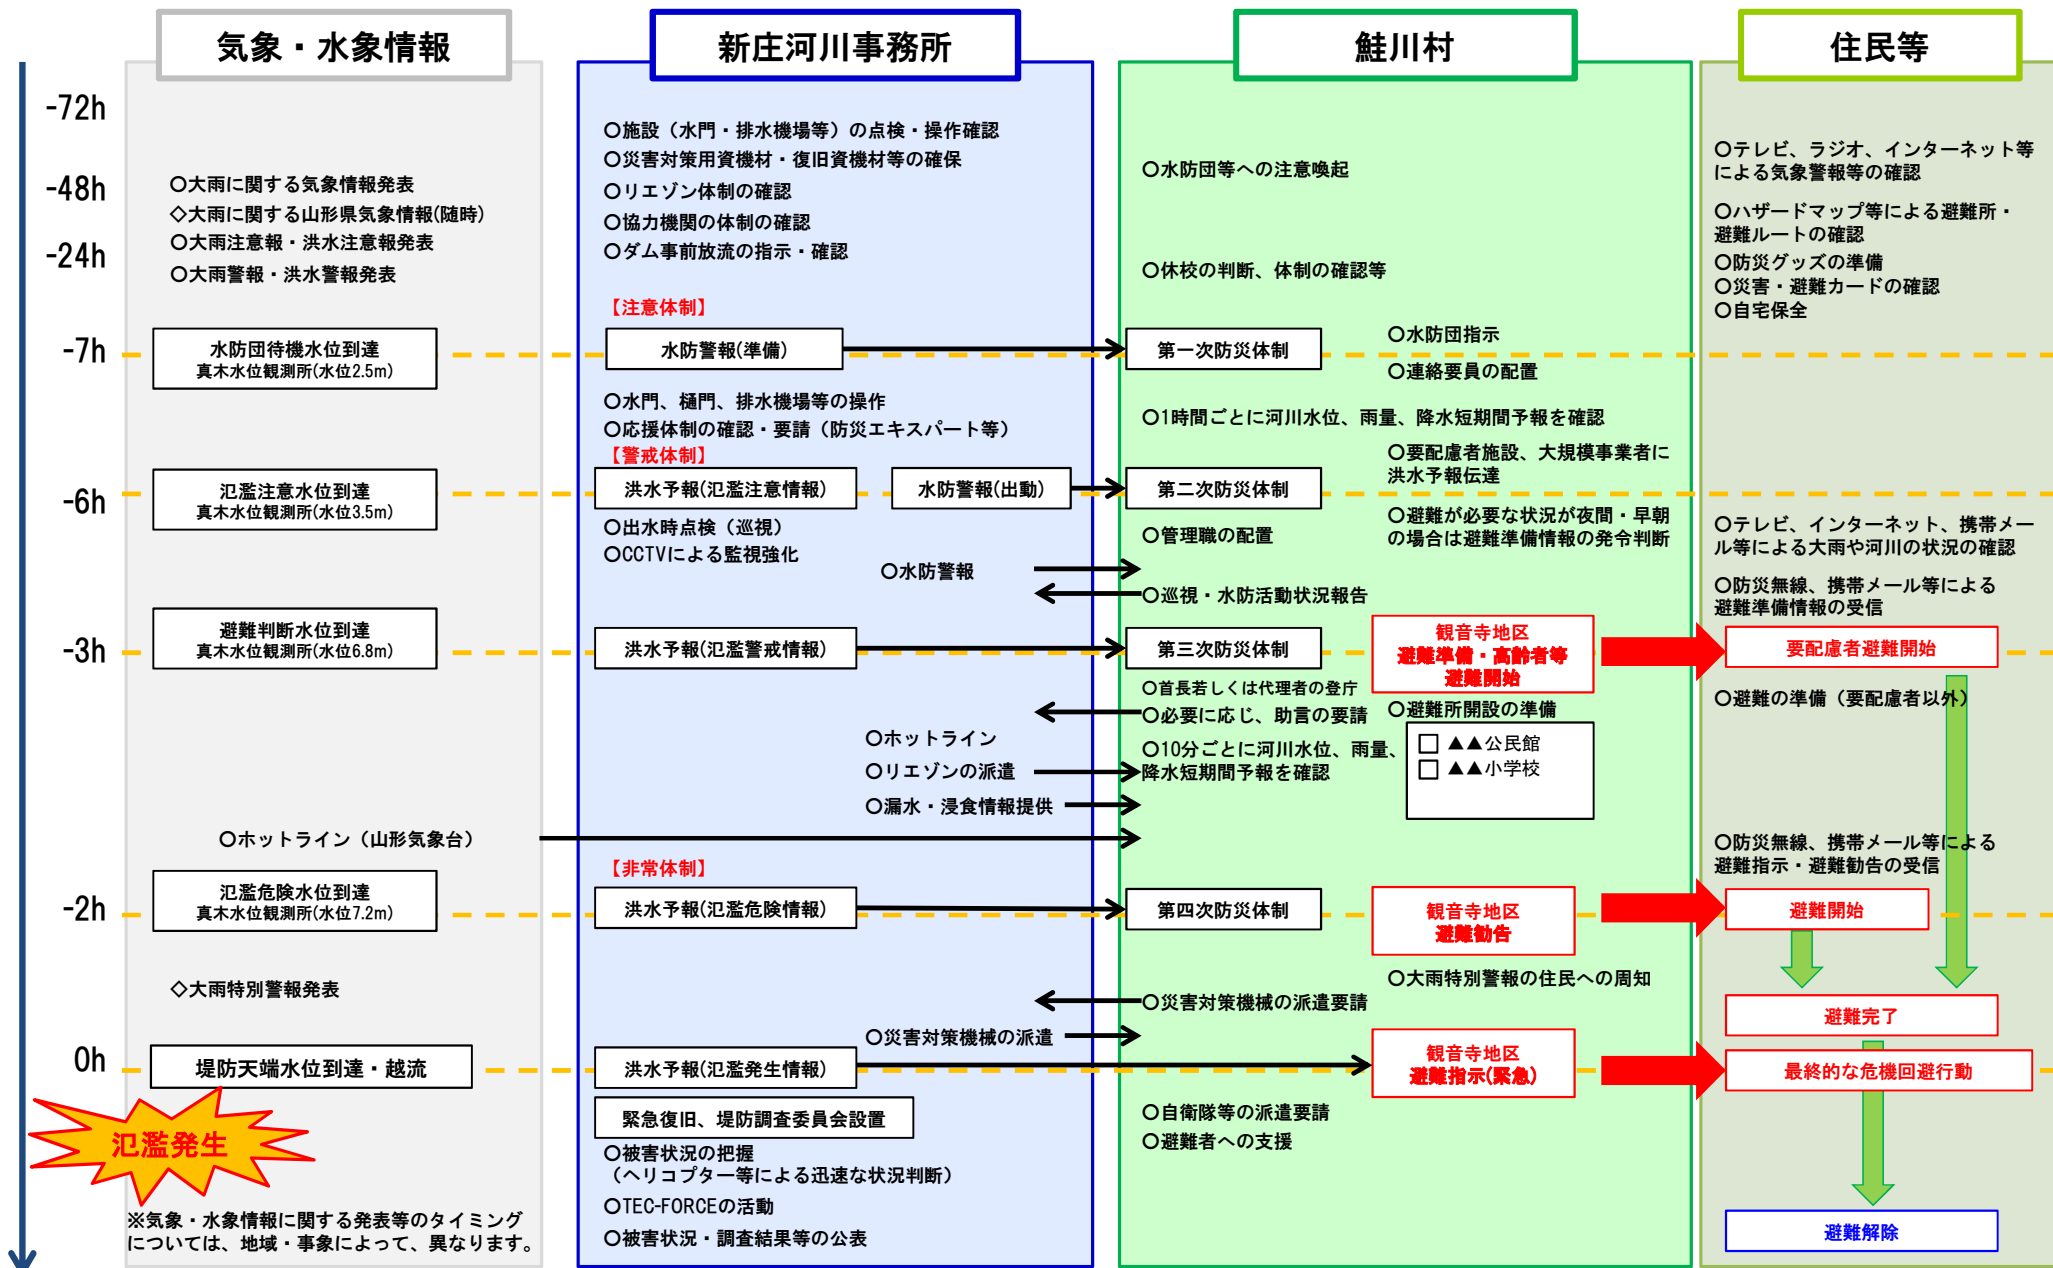 気象・水象情報
新庄河川事務所
鮭川村
住民等
-72h
-48h
-24h
-7h
-6h
-3h
-2h
0h
〇大雨に関する気象情報発表
◇大雨に関する山形県気象情報(随時)
〇大雨注意報・洪水注意報発表
〇大雨警報・洪水警報発表
水防団待機水位到達
真木水位観測所(水位2.5m)
氾濫注意水位到達
真木水位観測所(水位3.5m)
避難判断水位到達
真木水位観測所(水位6.8m)
〇ホットライン（山形気象台）
氾濫危険水位到達
真木水位観測所(水位7.2m)
◇大雨特別警報発表
堤防天端水位到達・越流
氾濫発生
※気象・水象情報に関する発表等のタイミング
については、地域・事象によって、異なります。
〇施設（水門・排水機場等）の点検・操作確認
〇災害対策用資機材・復旧資機材等の確保
〇リエゾン体制の確認
〇協力機関の体制の確認
〇ダム事前放流の指示・確認
【注意体制】
水防警報(準備)
〇水門、樋門、排水機場等の操作
〇応援体制の確認・要請（防災エキスパート等）
【警戒体制】
洪水予報(氾濫注意情報)
水防警報(出動)
〇出水時点検（巡視）
〇CCTVによる監視強化
〇水防警報
洪水予報(氾濫警戒情報)
〇ホットライン
〇リエゾンの派遣
〇漏水・浸食情報提供
【非常体制】
洪水予報(氾濫危険情報)
〇災害対策機械の派遣
洪水予報(氾濫発生情報)
緊急復旧、堤防調査委員会設置
〇被害状況の把握
（ヘリコプター等による迅速な状況判断）
〇TEC-FORCEの活動
〇被害状況・調査結果等の公表
〇水防団等への注意喚起
〇休校の判断、体制の確認等
第一次防災体制
〇水防団指示
〇連絡要員の配置
〇1時間ごとに河川水位、雨量、降水短期間予報を確認
第二次防災体制
〇要配慮者施設、大規模事業者に
洪水予報伝達
〇管理職の配置
〇避難が必要な状況が夜間・早朝
の場合は避難準備情報の発令判断
〇巡視・水防活動状況報告
第三次防災体制
観音寺地区
避難準備・高齢者等
避難開始
〇首長若しくは代理者の登庁
〇必要に応じ、助言の要請
〇避難所開設の準備
〇10分ごとに河川水位、雨量、
降水短期間予報を確認
□ ▲▲公民館
□ ▲▲小学校
第四次防災体制
観音寺地区
避難勧告
〇大雨特別警報の住民への周知
〇災害対策機械の派遣要請
観音寺地区
避難指示(緊急)
〇自衛隊等の派遣要請
〇避難者への支援
〇テレビ、ラジオ、インターネット等
による気象警報等の確認
〇ハザードマップ等による避難所・
避難ルートの確認
〇防災グッズの準備
〇災害・避難カードの確認
〇自宅保全
〇テレビ、インターネット、携帯メー
ル等による大雨や河川の状況の確認
〇防災無線、携帯メール等による
避難準備情報の受信
要配慮者避難開始
〇避難の準備（要配慮者以外）
〇防災無線、携帯メール等による
避難指示・避難勧告の受信
避難開始
避難完了
最終的な危機回避行動
避難解除